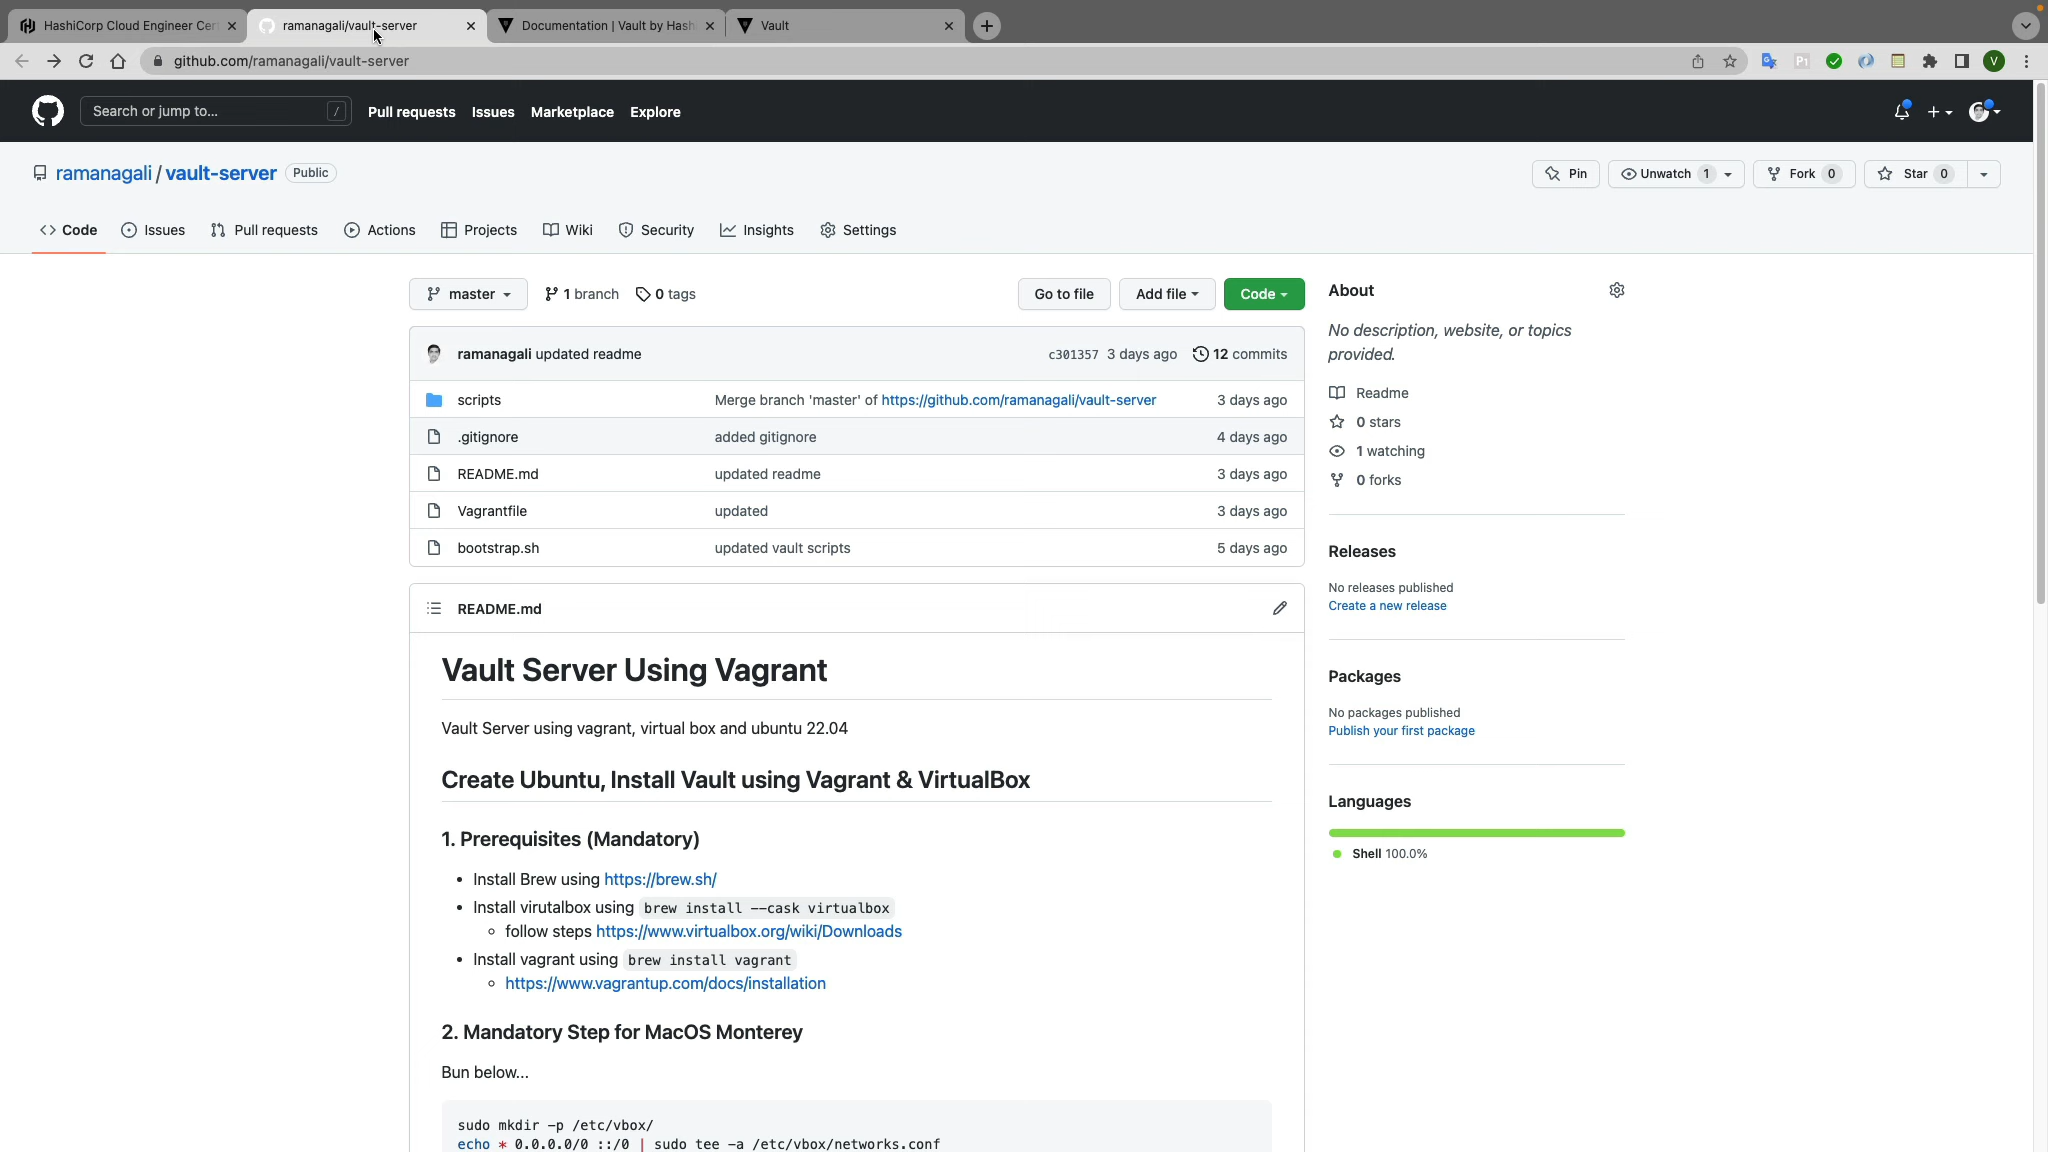 HashiCorp Cloud Engineer Cer
ramanagali/vault-server
Documentation | Vault by Hash
Vault
github.com/ramanagali/vault-server
V
Search or jump to... /
Pull requests Issues Marketplace Explore
ramanagali / vault-server Public
Pin
Unwatch 1
Fork 0
Star 0
Code Issues Pull requests Actions Projects Wiki Security Insights Settings
master 1 branch 0 tags
Go to file Add file Code
ramanagali updated readme c301357 3 days ago 12 commits
scripts Merge branch 'master' of https://github.com/ramanagali/vault-server 3 days ago
.gitignore added gitignore 4 days ago
README.md updated readme 3 days ago
Vagrantfile updated 3 days ago
bootstrap.sh updated vault scripts 5 days ago
README.md
Vault Server Using Vagrant
Vault Server using vagrant, virtual box and ubuntu 22.04
Create Ubuntu, Install Vault using Vagrant & VirtualBox
1. Prerequisites (Mandatory)
• Install Brew using https://brew.sh/
• Install virutalbox using brew install --cask virtualbox
◦ follow steps https://www.virtualbox.org/wiki/Downloads
• Install vagrant using brew install vagrant
◦ https://www.vagrantup.com/docs/installation
2. Mandatory Step for MacOS Monterey
Bun below...
sudo mkdir -p /etc/vbox/
echo * 0.0.0.0/0 ::/0 | sudo tee -a /etc/vbox/networks.conf
About
No description, website, or topics
provided.
Readme
0 stars
1 watching
0 forks
Releases
No releases published
Create a new release
Packages
No packages published
Publish your first package
Languages
Shell 100.0%